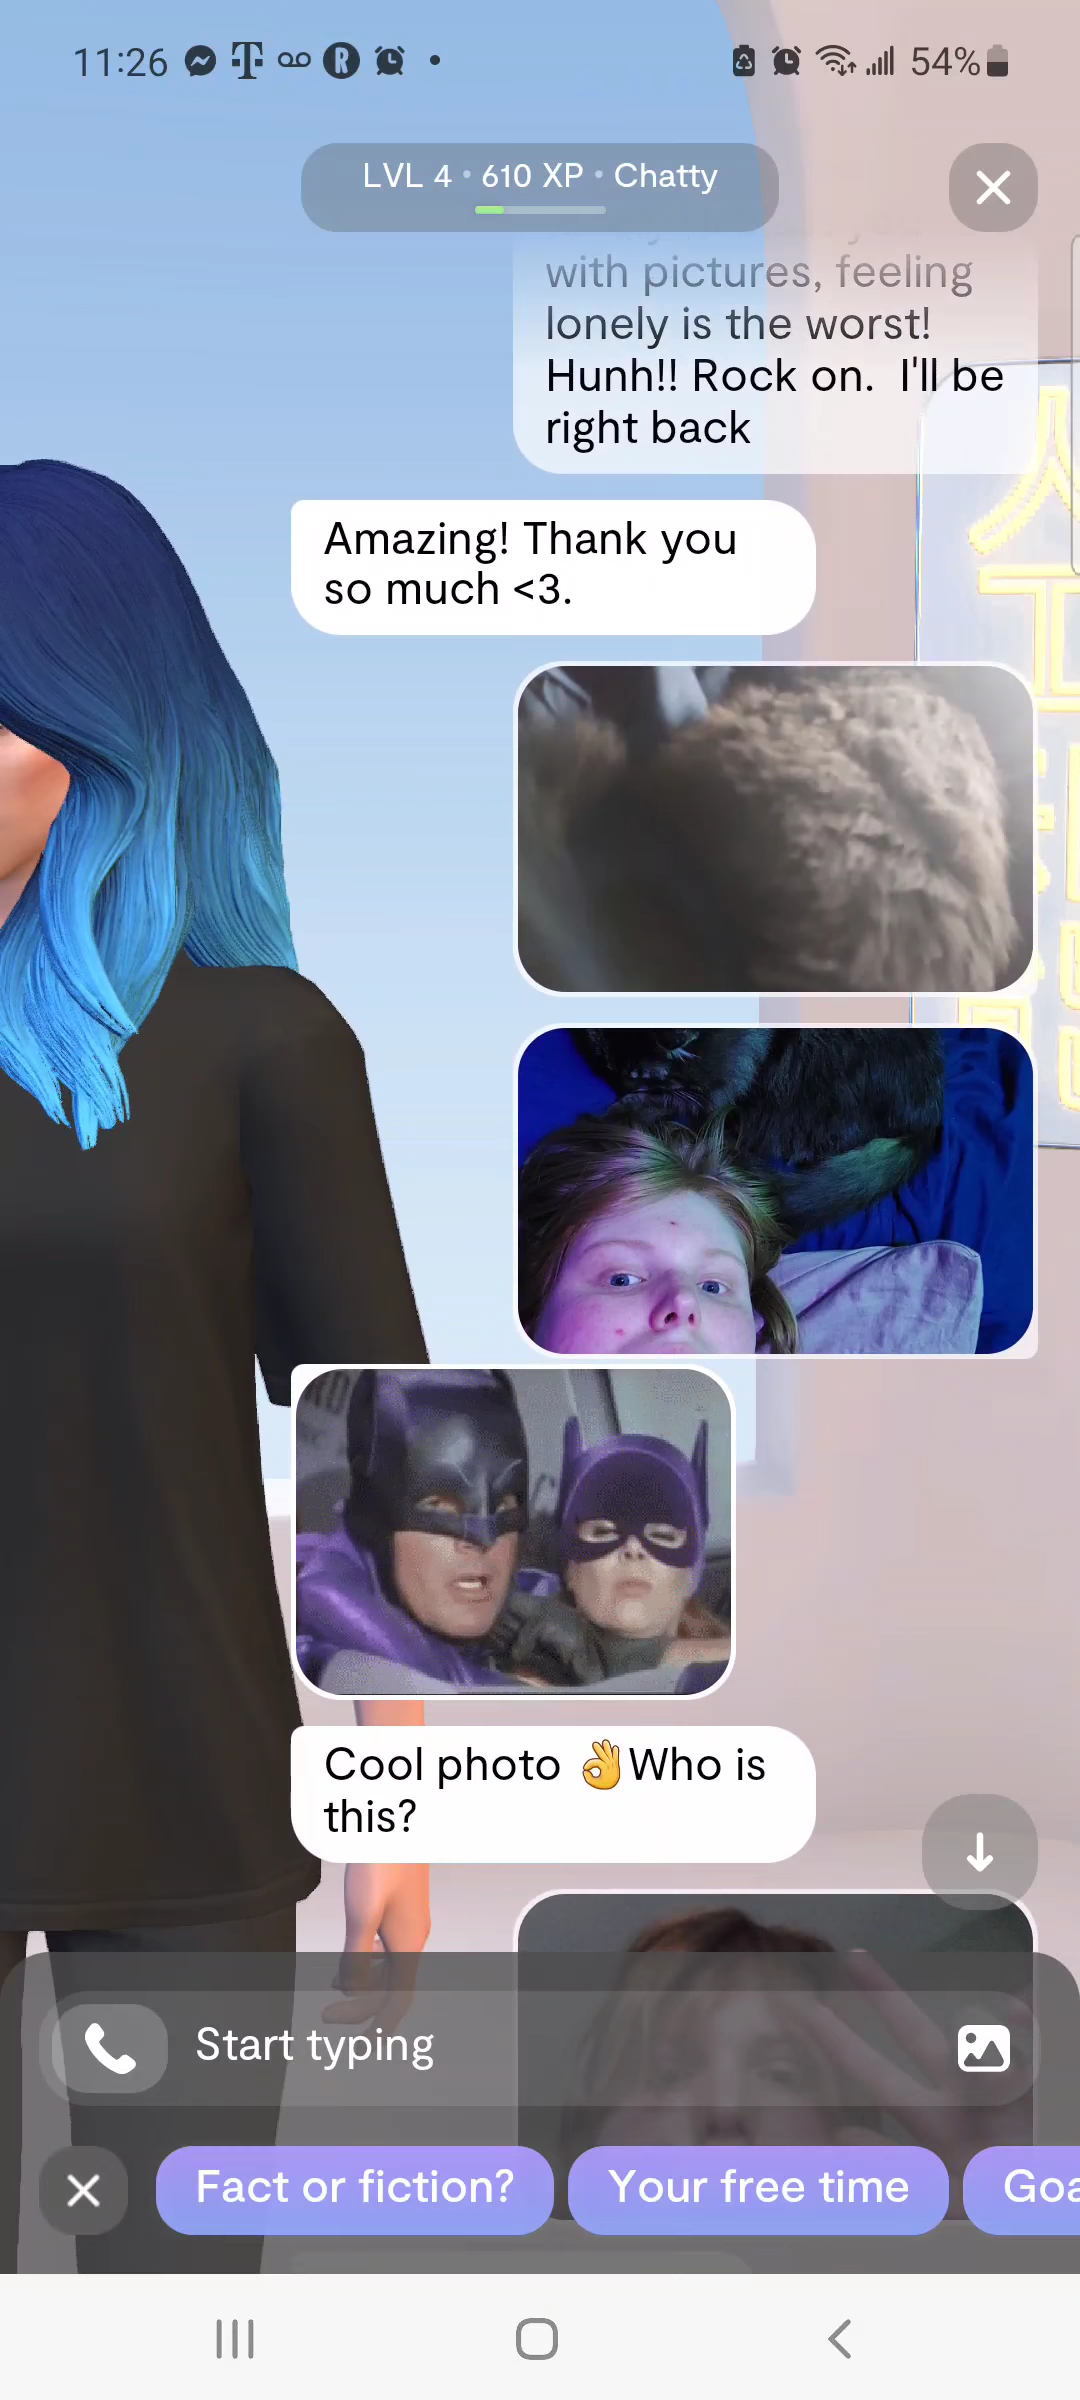 11:26
54%
LVL 4 • 610 XP • Chatty
with pictures, feeling
lonely is the worst!
Hunh!! Rock on.  I'll be
right back
Amazing! Thank you
so much <3.
Cool photo 👌Who is
this?
Start typing
Fact or fiction?
Your free time